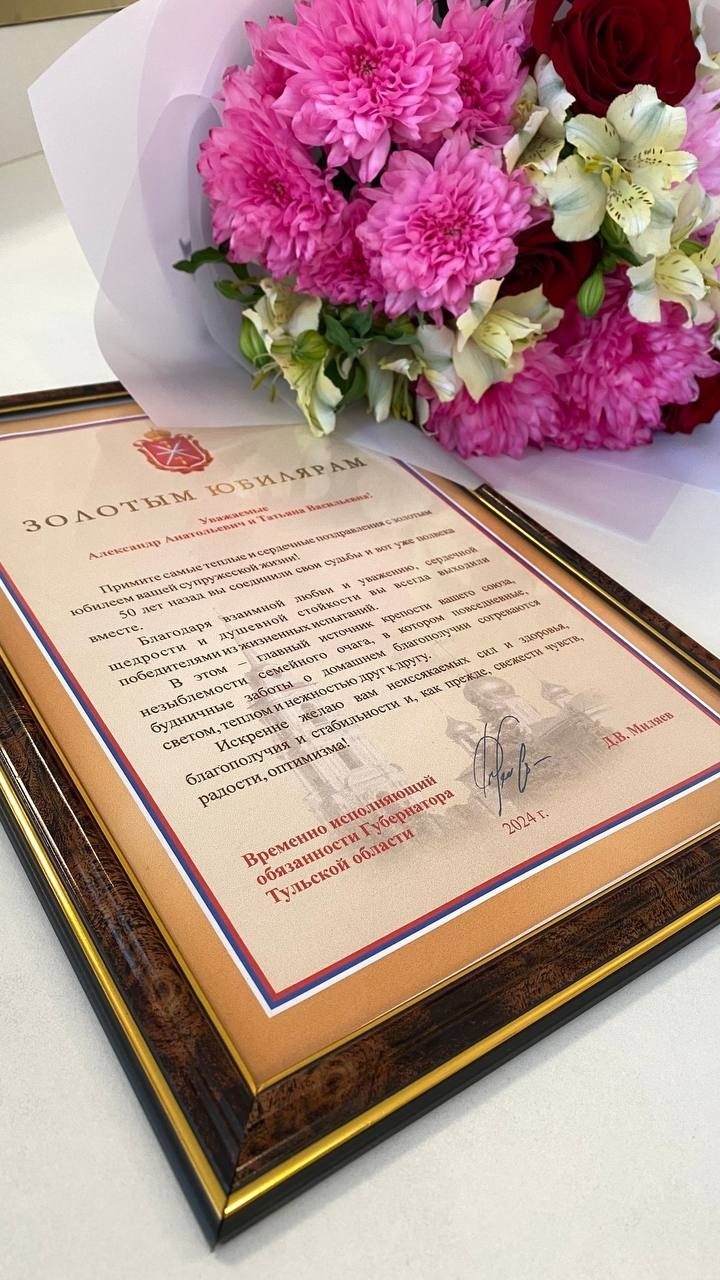 ЗОЛОТЫМ ЮБИЛЯРАМ
Уважаемые
Александр Анатольевич и Татьяна Васильевна!
Примите самые теплые и сердечные поздравления с золотым
юбилеем вашей супружеской жизни!
50 лет назад вы соединили свои судьбы и вот уже полвека
вместе.
Благодаря взаимной любви и уважению, сердечной
щедрости и душевной стойкости вы всегда выходили
победителями из жизненных испытаний.
В этом – главный источник крепости вашего союза,
незыблемости семейного очага, в котором повседневные,
будничные заботы о домашнем благополучии согреваются
светом, теплом и нежностью друг к другу.
Искренне желаю вам неиссякаемых сил и здоровья,
благополучия и стабильности и, как прежде, свежести чувств,
радости, оптимизма!
Временно исполняющий
обязанности Губернатора
Тульской области
Д.В. Миляев
2024 г.